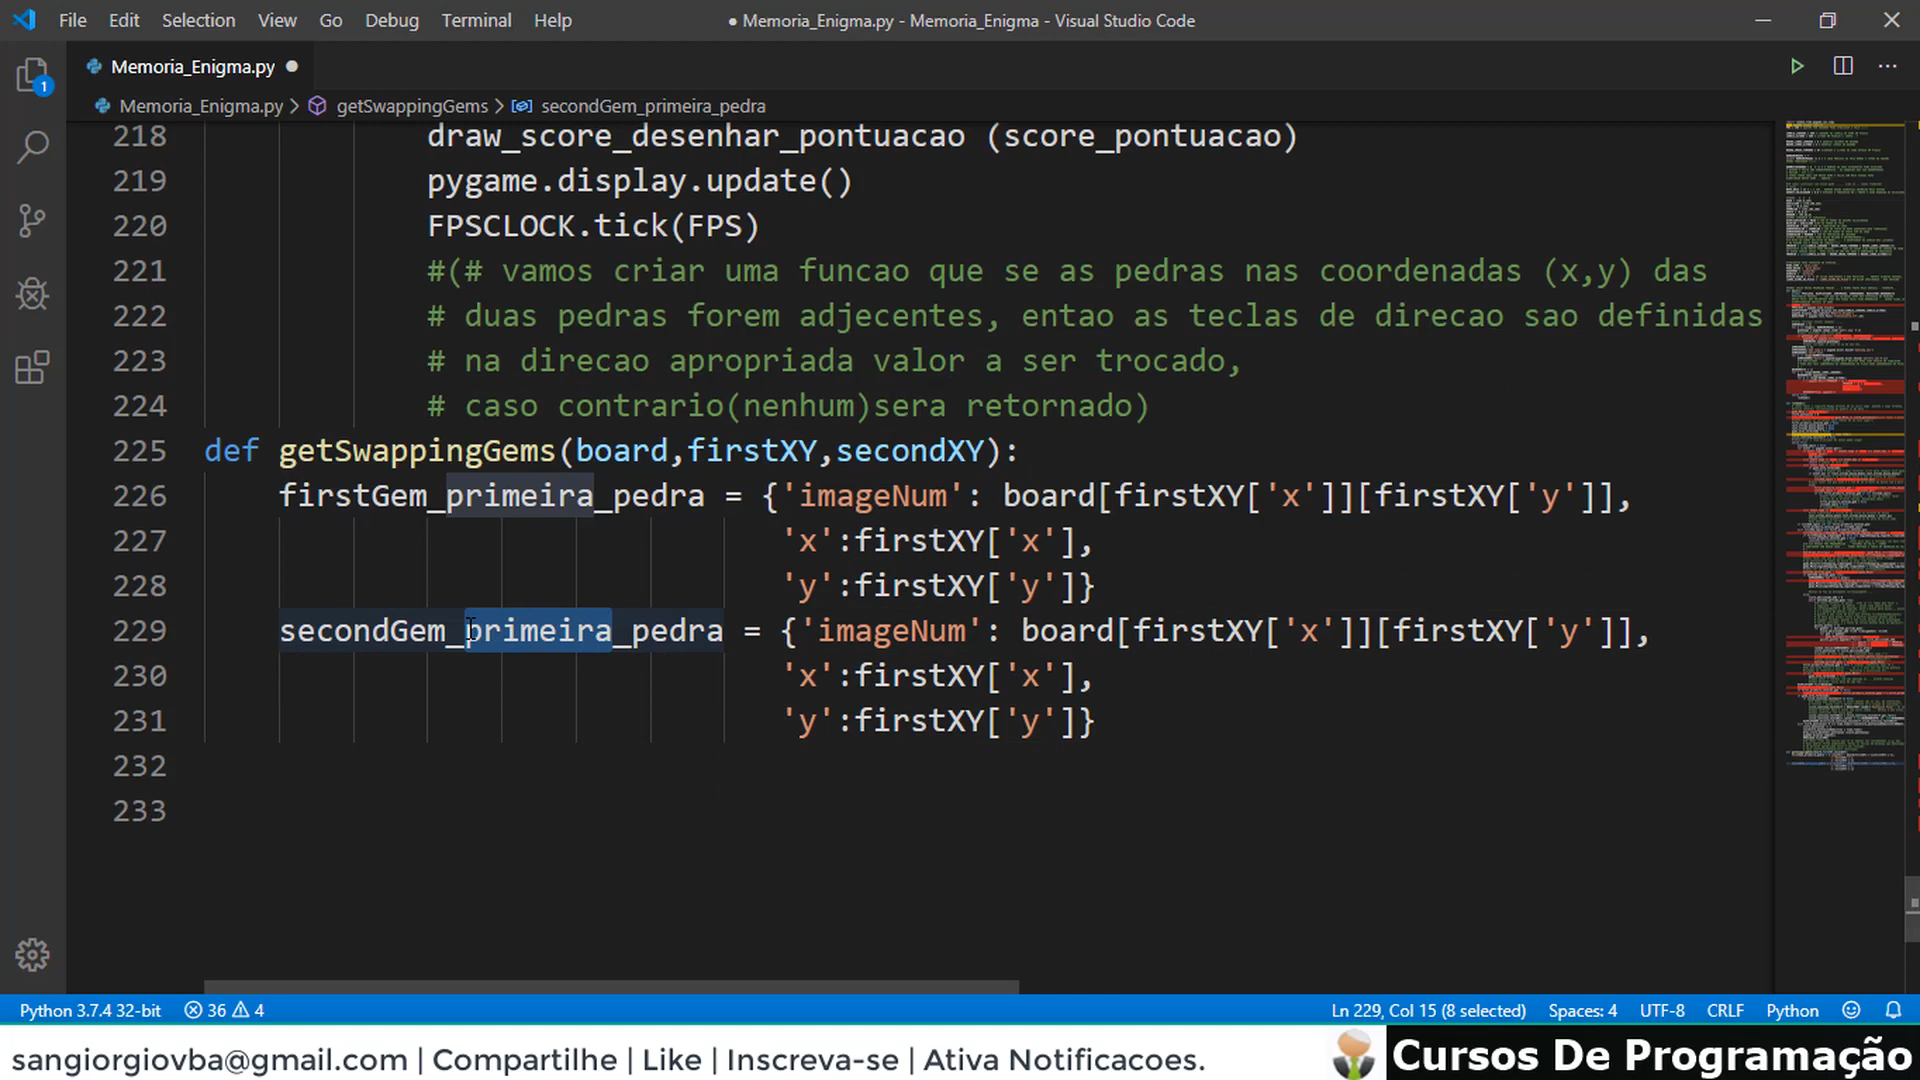 File Edit Selection View Go Debug Terminal Help
● Memoria_Enigma.py - Memoria_Enigma - Visual Studio Code
Memoria_Enigma.py ●
Memoria_Enigma.py > getSwappingGems > secondGem_primeira_pedra
1
218 draw_score_desenhar_pontuacao (score_pontuacao)
219 pygame.display.update()
220 FPSCLOCK.tick(FPS)
221 #(# vamos criar uma funcao que se as pedras nas coordenadas (x,y) das
222 # duas pedras forem adjecentes, entao as teclas de direcao sao definidas
223 # na direcao apropriada valor a ser trocado,
224 # caso contrario(nenhum)sera retornado)
225 def getSwappingGems(board,firstXY,secondXY):
226 firstGem_primeira_pedra = {'imageNum': board[firstXY['x']][firstXY['y']],
227 'x':firstXY['x'],
228 'y':firstXY['y']}
229 secondGem_primeira_pedra = {'imageNum': board[firstXY['x']][firstXY['y']],
230 'x':firstXY['x'],
231 'y':firstXY['y']}
232
233
Python 3.7.4 32-bit 36 4 Ln 229, Col 15 (8 selected) Spaces: 4 UTF-8 CRLF Python
sangiorgiovba@gmail.com | Compartilhe | Like | Inscreva-se | Ativa Notificacoes.
Cursos De Programação